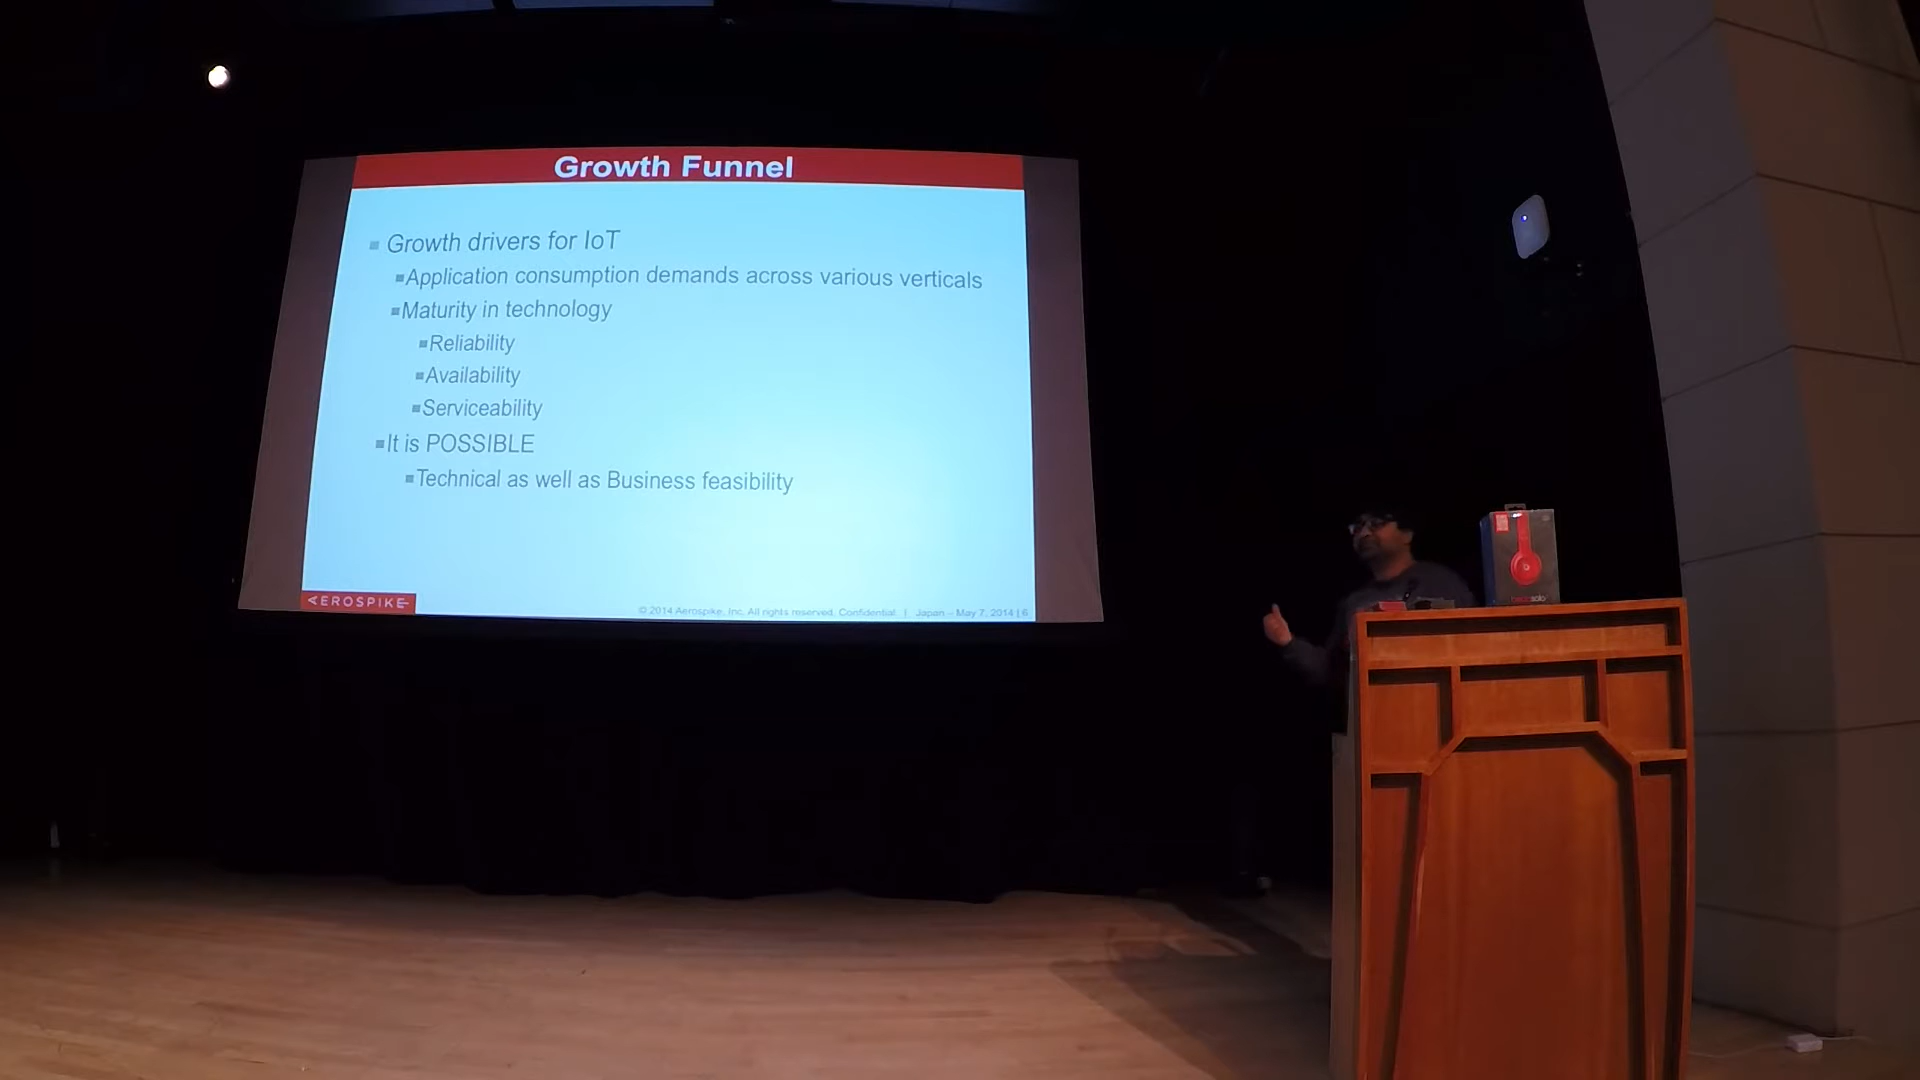 Growth Funnel
Growth drivers for IoT
Application consumption demands across various verticals
Maturity in technology
Reliability
Availability
Serviceability
It is POSSIBLE
Technical as well as Business feasibility
AEROSPIKE
© 2014 Aerospike, Inc. All rights reserved. Confidential. | Japan – May 7, 2014 | 6